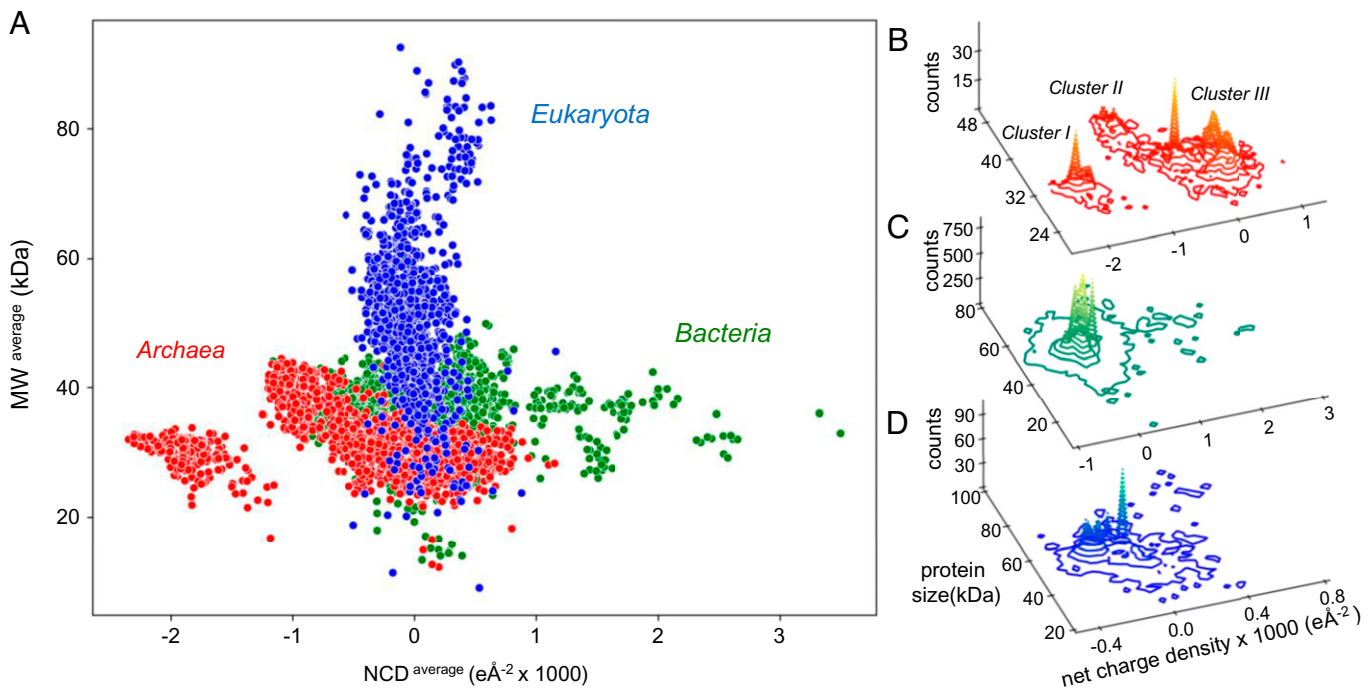 A
MW average (kDa)
80
60
40
20
Eukaryota
Archaea
Bacteria
-2
-1
0
1
2
3
NCD average (eÅ-2 x 1000)
B
counts
30
15
48
40
32
24
Cluster I
Cluster II
Cluster III
-2
-1
0
1
C
counts
750
500
250
80
60
40
20
-1
0
1
2
3
D
counts
90
60
30
100
80
60
40
20
protein
size(kDa)
-0.4
0.0
0.4
0.8
net charge density x 1000 (eÅ-2)